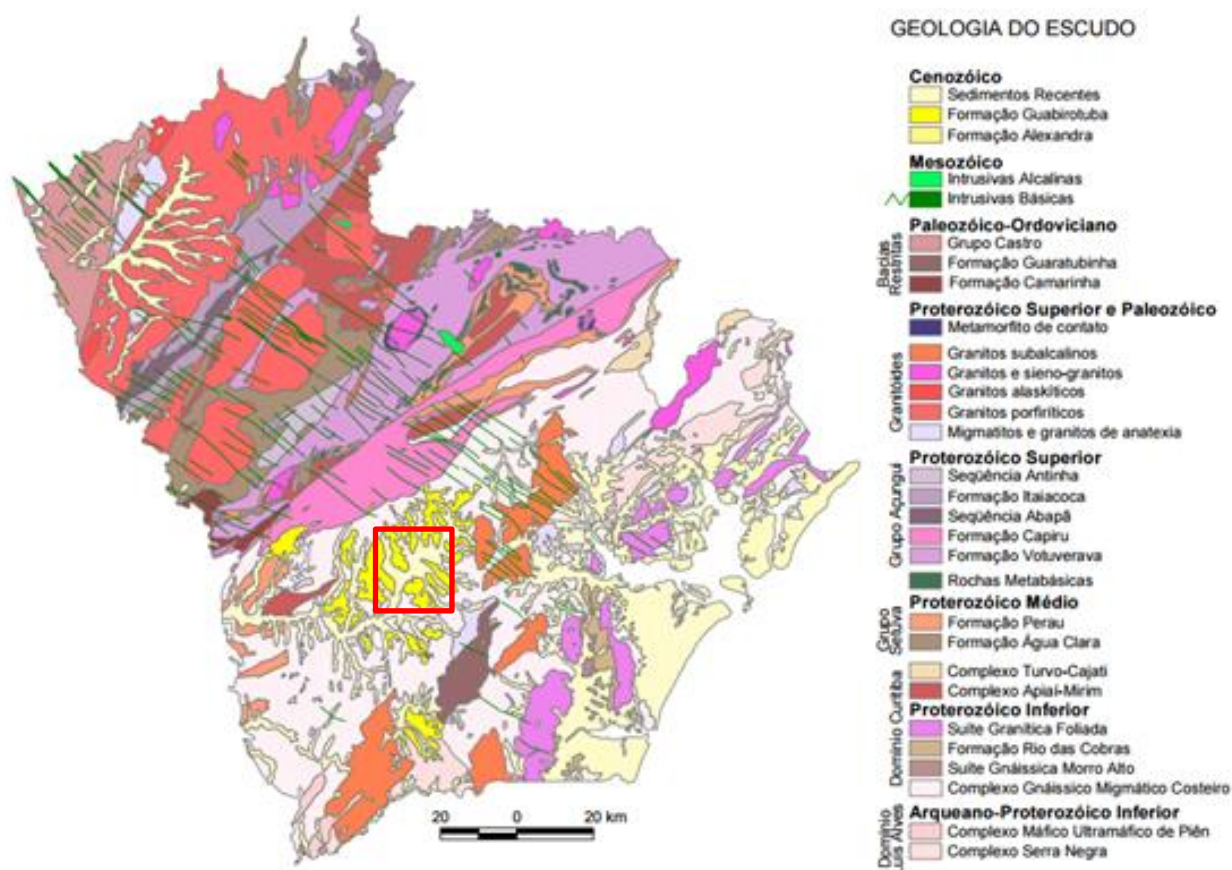 GEOLOGIA DO ESCUDO
Cenozóico
Sedimentos Recentes
Formação Guabirotuba
Formação Alexandra
Mesozóico
Intrusivas Alcalinas
Intrusivas Básicas
Paleozóico-Ordoviciano
Bacias
Restritas
Grupo Castro
Formação Guaratubinha
Formação Camarinha
Proterozóico Superior e Paleozóico
Metamorfito de contato
Granitóides
Granitos subalcalinos
Granitos e sieno-granitos
Granitos alaskíticos
Granitos porfiríticos
Migmatitos e granitos de anatexia
Proterozóico Superior
Grupo Açungui
Seqüência Antinha
Formação Itaiacoca
Seqüência Abapã
Formação Capiru
Formação Votuverava
Rochas Metabásicas
Proterozóico Médio
Grupo
Setuva
Formação Perau
Formação Água Clara
Domínio Curitiba
Complexo Turvo-Cajati
Complexo Apiaí-Mirim
Proterozóico Inferior
Suíte Granítica Foliada
Formação Rio das Cobras
Suíte Gnáissica Morro Alto
Complexo Gnáissico Migmático Costeiro
Domínio
Luis Alves
Arqueano-Proterozóico Inferior
Complexo Máfico Ultramáfico de Piên
Complexo Serra Negra
20 0 20 km